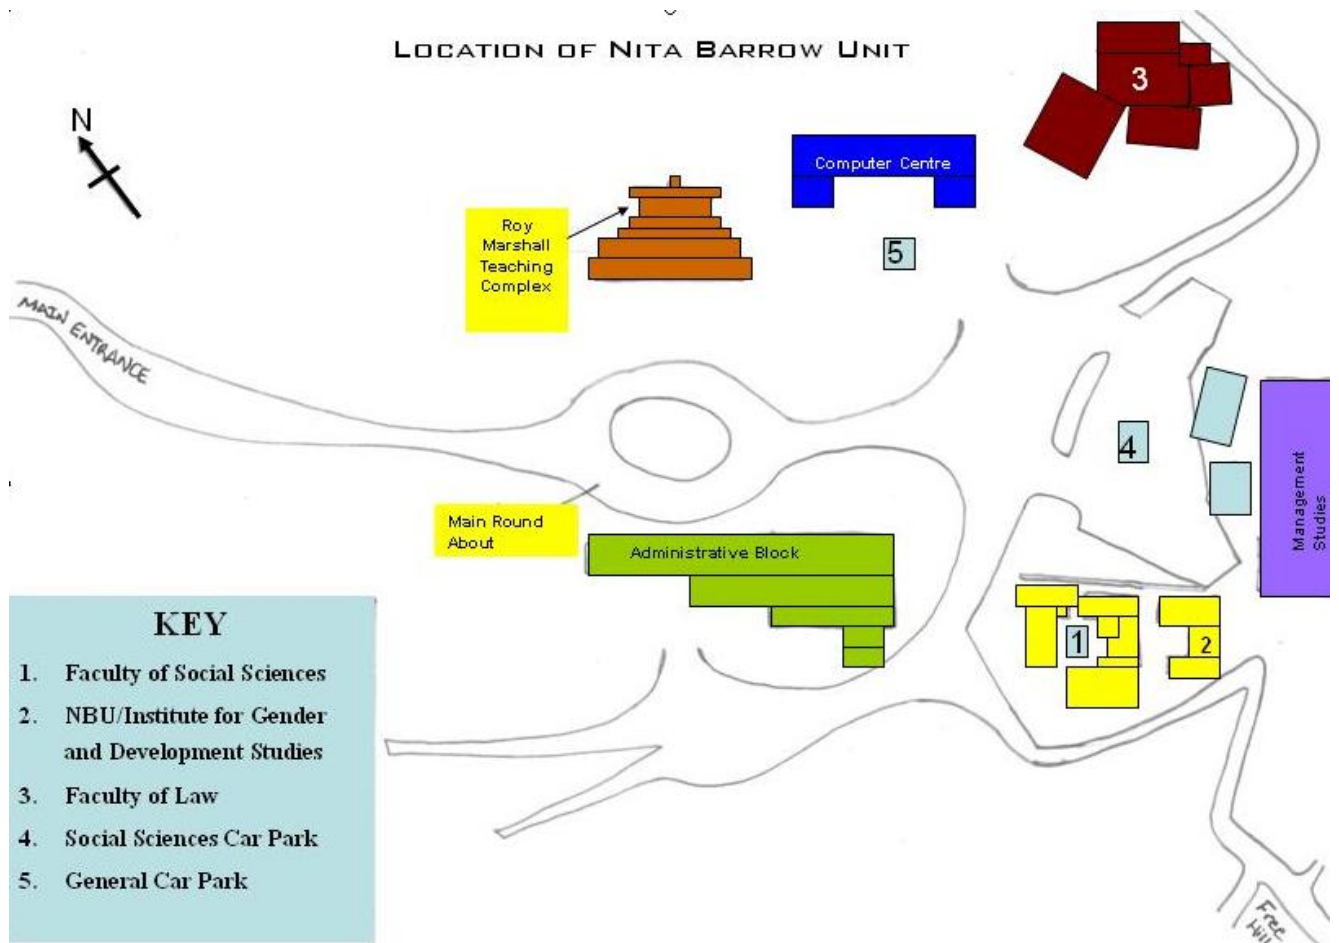 LOCATION OF NITA BARROW UNIT
N
3
Computer Centre
Roy
Marshall
Teaching
Complex
5
MAIN ENTRANCE
4
Management
Studies
Main Round
About
Administrative Block
1
2
KEY
1. Faculty of Social Sciences
2. NBU/Institute for Gender
and Development Studies
3. Faculty of Law
4. Social Sciences Car Park
5. General Car Park
Free
Hill